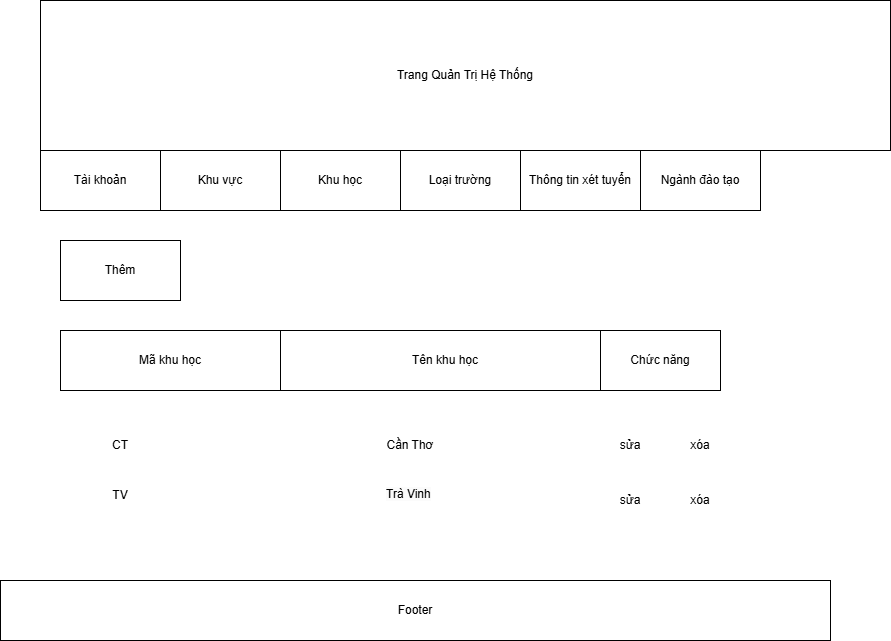 Trang Quản Trị Hệ Thống
Tài khoản Khu vực Khu học Loại trường Thông tin xét tuyển Ngành đào tạo
Thêm
Mã khu học Tên khu học Chức năng
CT Cần Thơ sửa xóa
TV Trà Vinh sửa xóa
Footer